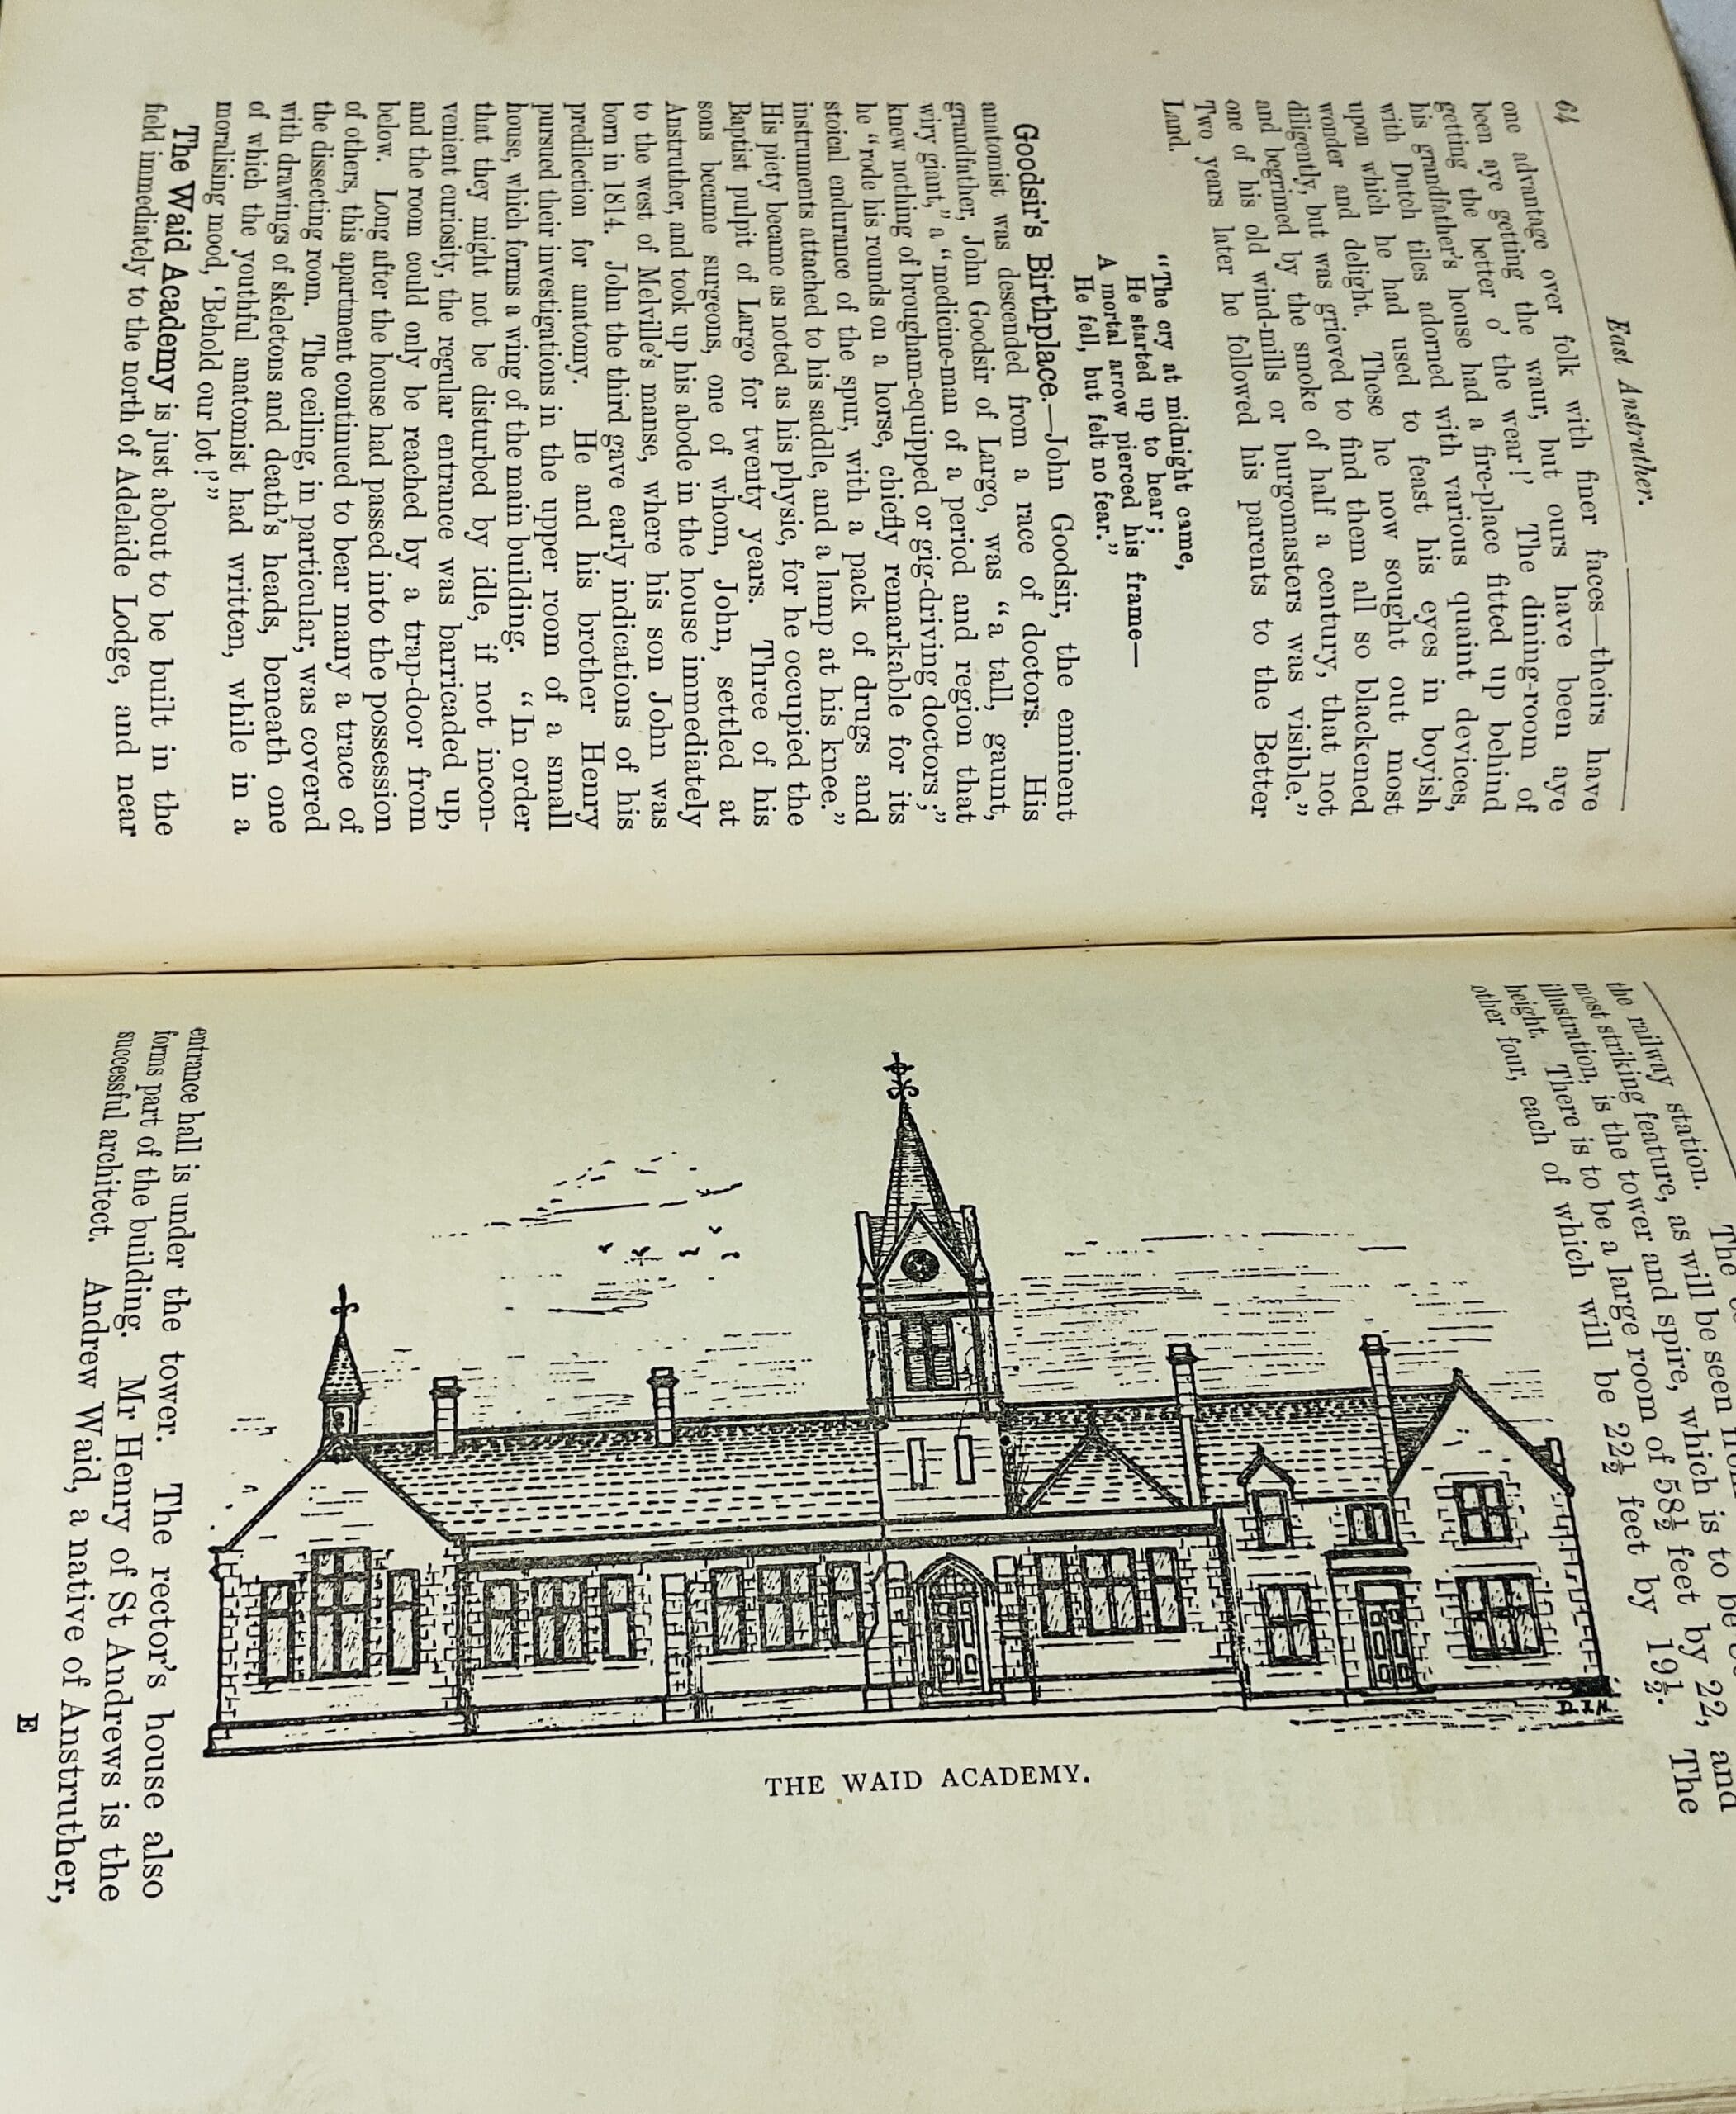 64
East Anstruther.
one advantage over folk with finer faces—theirs have
been aye getting the waur, but ours have been aye
getting the better o' the wear!' The dining-room of
his grandfather's house had a fire-place fitted up behind
with Dutch tiles adorned with various quaint devices,
upon which he had used to feast his eyes in boyish
wonder and delight. These he now sought out most
diligently, but was grieved to find them all so blackened
and begrimed by the smoke of half a century, that not
one of his old wind-mills or burgomasters was visible."
Two years later he followed his parents to the Better
Land.
"The cry at midnight came,
He started up to hear;
A mortal arrow pierced his frame—
He fell, but felt no fear."
Goodsir's Birthplace.—John Goodsir, the eminent
anatomist was descended from a race of doctors. His
grandfather, John Goodsir of Largo, was "a tall, gaunt,
wiry giant," a "medicine-man of a period and region that
knew nothing of brougham-equipped or gig-driving doctors;"
he "rode his rounds on a horse, chiefly remarkable for its
stoical endurance of the spur, with a pack of drugs and
instruments attached to his saddle, and a lamp at his knee."
His piety became as noted as his physic, for he occupied the
Baptist pulpit of Largo for twenty years. Three of his
sons became surgeons, one of whom, John, settled at
Anstruther, and took up his abode in the house immediately
to the west of Melville's manse, where his son John was
born in 1814. John the third gave early indications of his
predilection for anatomy. He and his brother Henry
pursued their investigations in the upper room of a small
house, which forms a wing of the main building. "In order
that they might not be disturbed by idle, if not incon-
venient curiosity, the regular entrance was barricaded up,
and the room could only be reached by a trap-door from
below. Long after the house had passed into the possession
of others, this apartment continued to bear many a trace of
the dissecting room. The ceiling, in particular, was covered
with drawings of skeletons and death's heads, beneath one
of which, the youthful anatomist had written, while in a
moralising mood, 'Behold our lot!'"
The Waid Academy is just about to be built in the
field immediately to the north of Adelaide Lodge, and near
the railway station. The
most striking feature, as will be seen from
illustration, is the tower and spire, which is to be
height. There is to be a large room of 58½ feet by 22, and
other four, each of which will be 22½ feet by 19½. The
D.I.H.
THE WAID ACADEMY.
entrance hall is under the tower. The rector's house also
forms part of the building. Mr Henry of St Andrews is the
successful architect. Andrew Waid, a native of Anstruther,
E